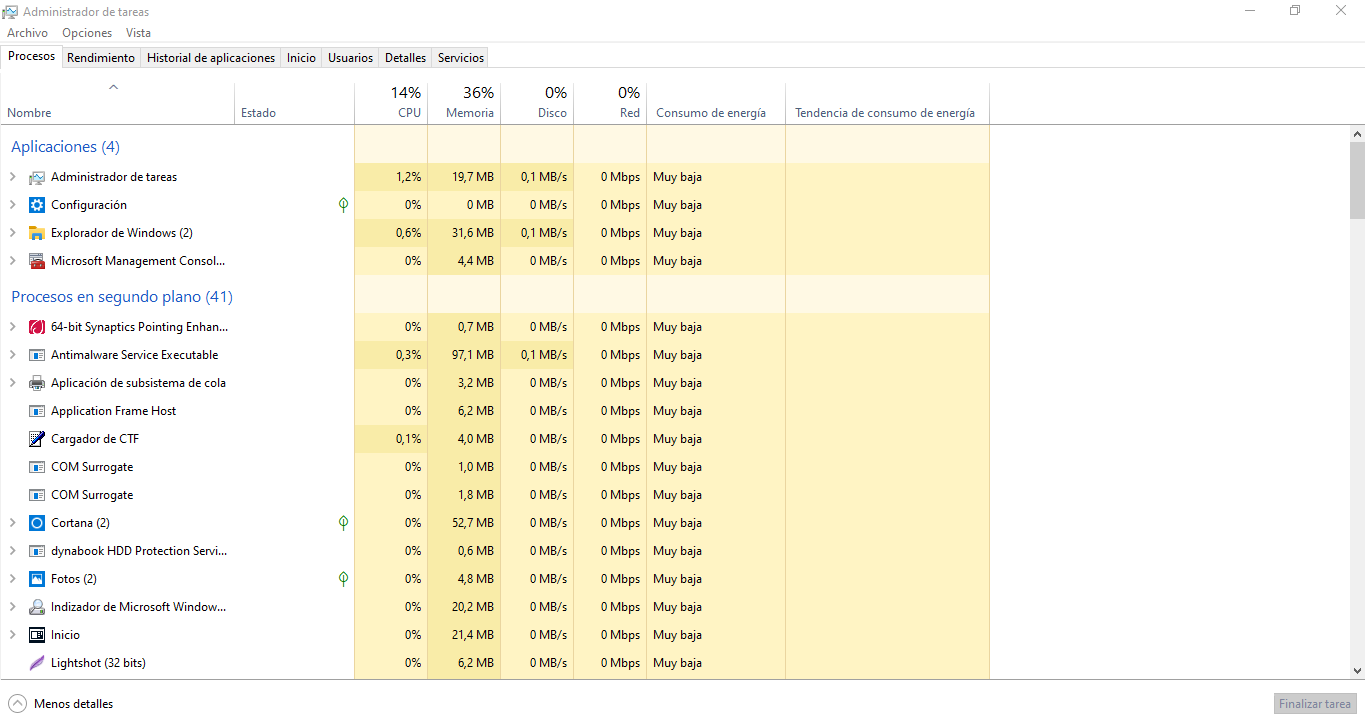 Administrador de tareas
Archivo Opciones Vista
Procesos Rendimiento Historial de aplicaciones Inicio Usuarios Detalles Servicios
14% 36% 0% 0%
Nombre Estado CPU Memoria Disco Red Consumo de energía Tendencia de consumo de energía
Aplicaciones (4)
Administrador de tareas 1,2% 19,7 MB 0,1 MB/s 0 Mbps Muy baja
Configuración 0% 0 MB 0 MB/s 0 Mbps Muy baja
Explorador de Windows (2) 0,6% 31,6 MB 0,1 MB/s 0 Mbps Muy baja
Microsoft Management Consol... 0% 4,4 MB 0 MB/s 0 Mbps Muy baja
Procesos en segundo plano (41)
64-bit Synaptics Pointing Enhan... 0% 0,7 MB 0 MB/s 0 Mbps Muy baja
Antimalware Service Executable 0,3% 97,1 MB 0,1 MB/s 0 Mbps Muy baja
Aplicación de subsistema de cola 0% 3,2 MB 0 MB/s 0 Mbps Muy baja
Application Frame Host 0% 6,2 MB 0 MB/s 0 Mbps Muy baja
Cargador de CTF 0,1% 4,0 MB 0 MB/s 0 Mbps Muy baja
COM Surrogate 0% 1,0 MB 0 MB/s 0 Mbps Muy baja
COM Surrogate 0% 1,8 MB 0 MB/s 0 Mbps Muy baja
Cortana (2) 0% 52,7 MB 0 MB/s 0 Mbps Muy baja
dynabook HDD Protection Servi... 0% 0,6 MB 0 MB/s 0 Mbps Muy baja
Fotos (2) 0% 4,8 MB 0 MB/s 0 Mbps Muy baja
Indizador de Microsoft Window... 0% 20,2 MB 0 MB/s 0 Mbps Muy baja
Inicio 0% 21,4 MB 0 MB/s 0 Mbps Muy baja
Lightshot (32 bits) 0% 6,2 MB 0 MB/s 0 Mbps Muy baja
Menos detalles Finalizar tarea